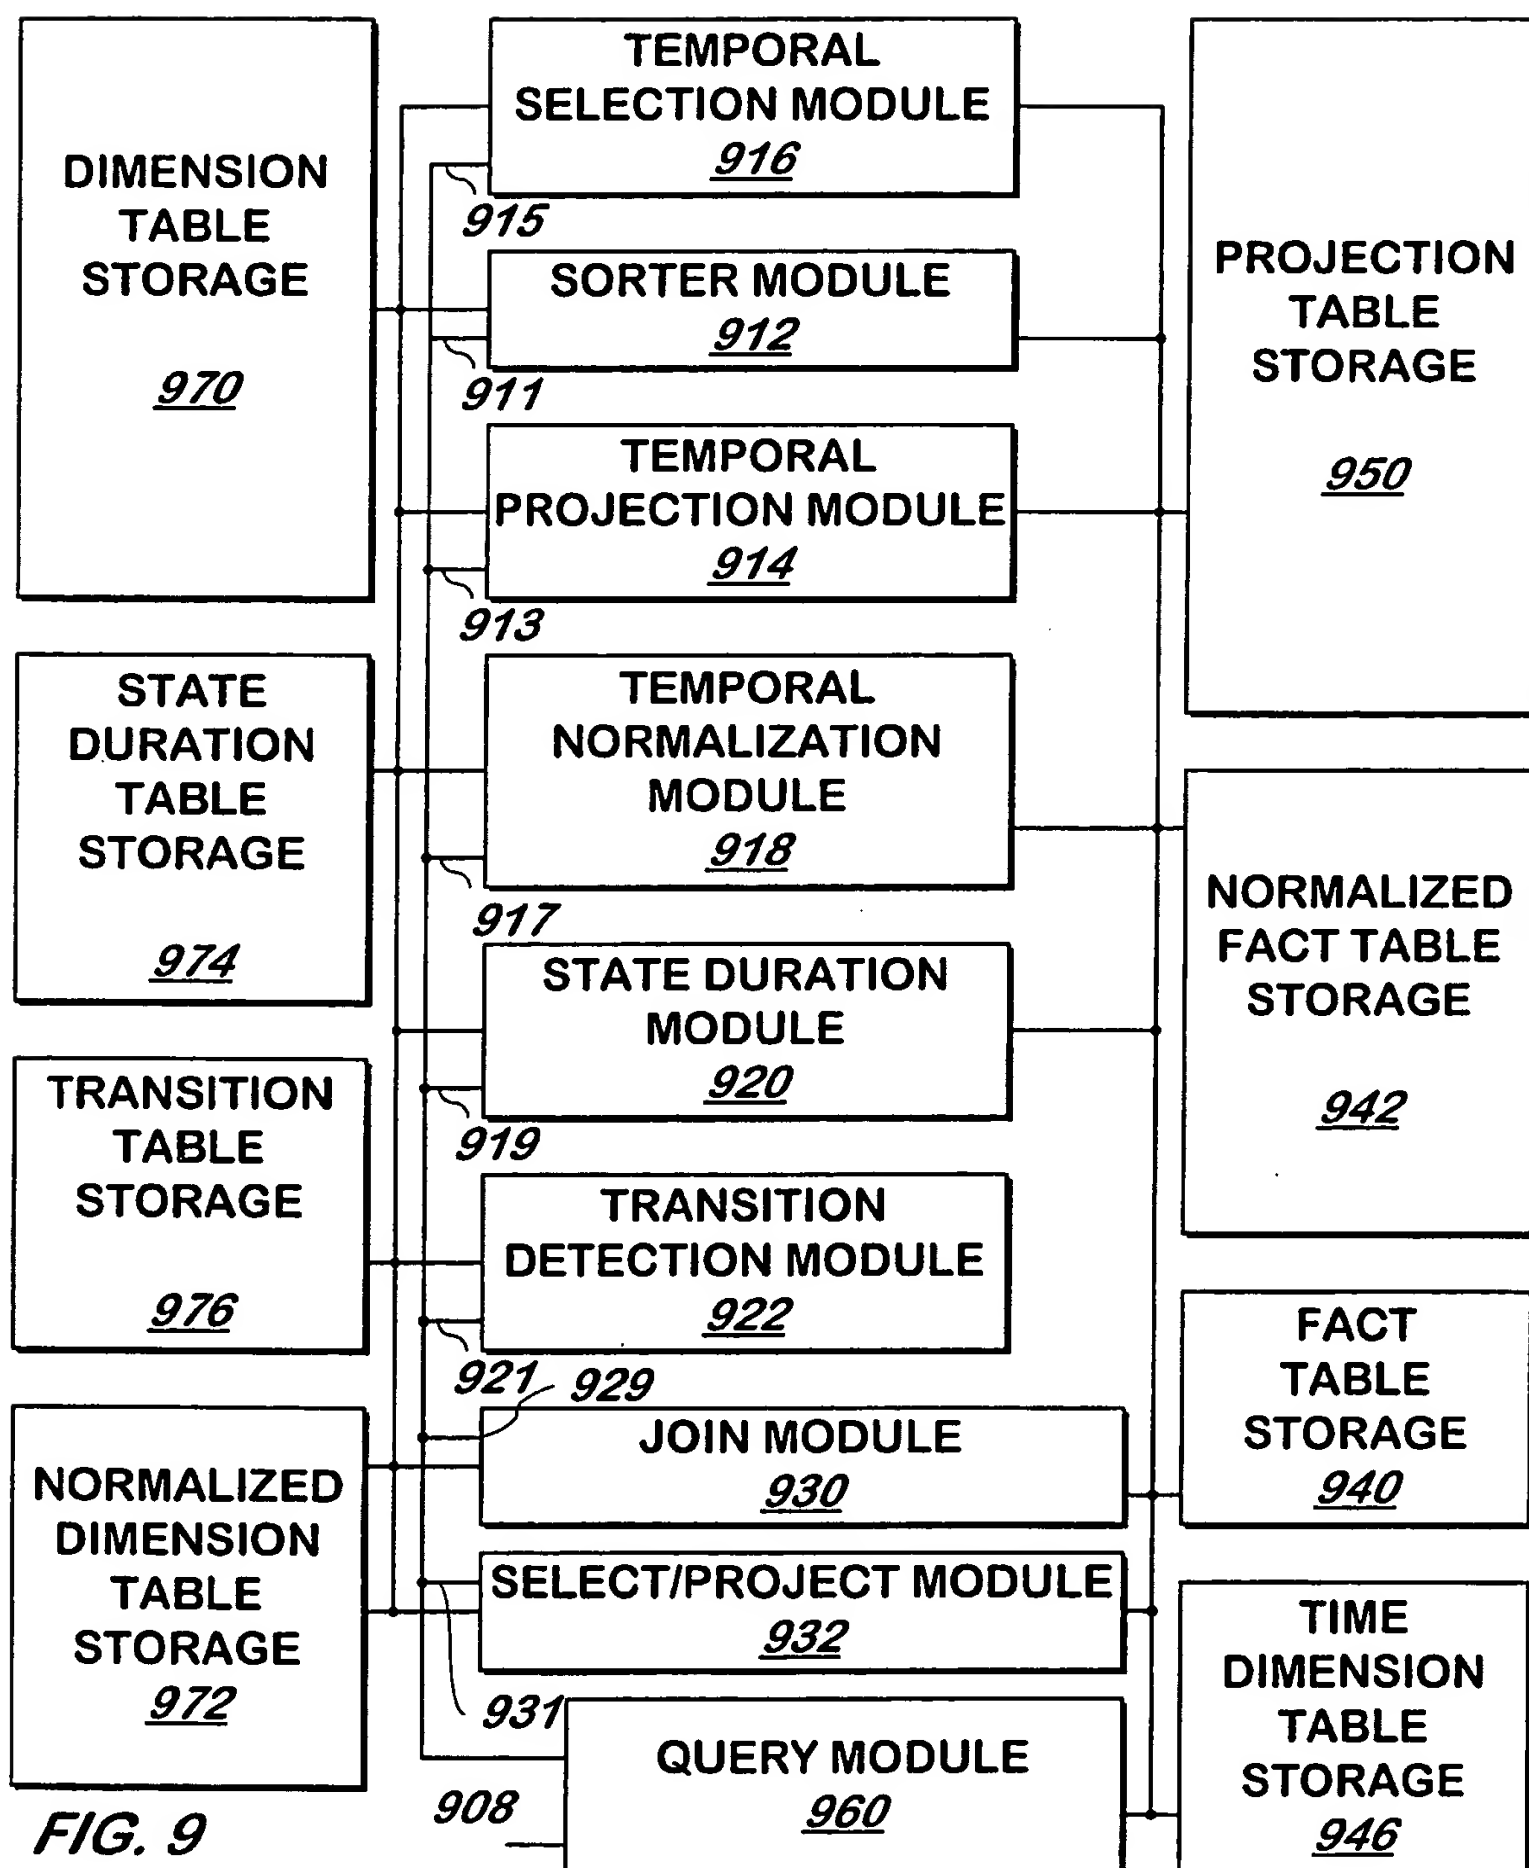 DIMENSION
TABLE
STORAGE
970
STATE
DURATION
TABLE
STORAGE
974
TRANSITION
TABLE
STORAGE
976
NORMALIZED
DIMENSION
TABLE
STORAGE
972
FIG. 9
TEMPORAL
SELECTION MODULE
916
915
SORTER MODULE
912
911
TEMPORAL
PROJECTION MODULE
914
913
TEMPORAL
NORMALIZATION
MODULE
918
917
STATE DURATION
MODULE
920
919
TRANSITION
DETECTION MODULE
922
921
929
JOIN MODULE
930
SELECT/PROJECT MODULE
932
931
QUERY MODULE
960
908
PROJECTION
TABLE
STORAGE
950
NORMALIZED
FACT TABLE
STORAGE
942
FACT
TABLE
STORAGE
940
TIME
DIMENSION
TABLE
STORAGE
946